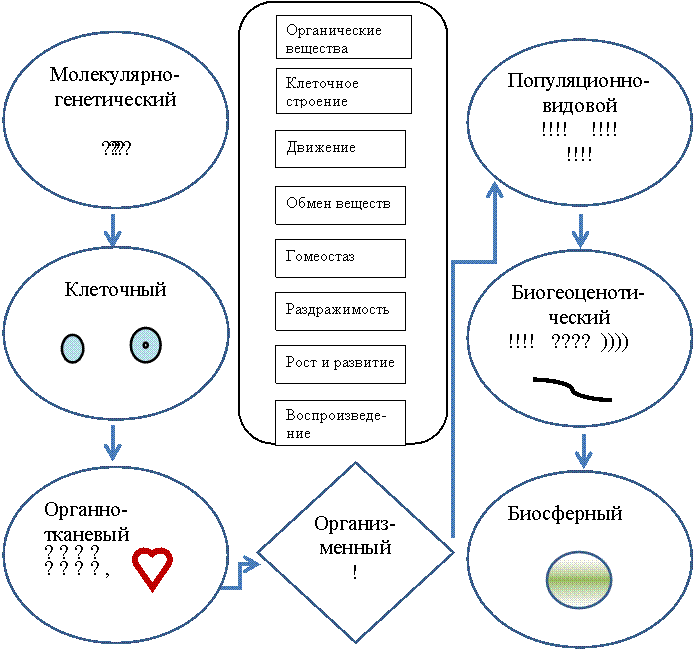 Молекулярно-
генетический
????
Клеточный
Органно-
тканевый
? ? ? ?
? ? ? ? ,
Органические
вещества
Клеточное
строение
Движение
Обмен веществ
Гомеостаз
Раздражимость
Рост и развитие
Воспроизведе-
ние
Организ-
менный
!
Популяционно-
видовой
!!!! !!!!
!!!!
Биогеоценоти-
ческий
!!!! ???? ))))
Биосферный